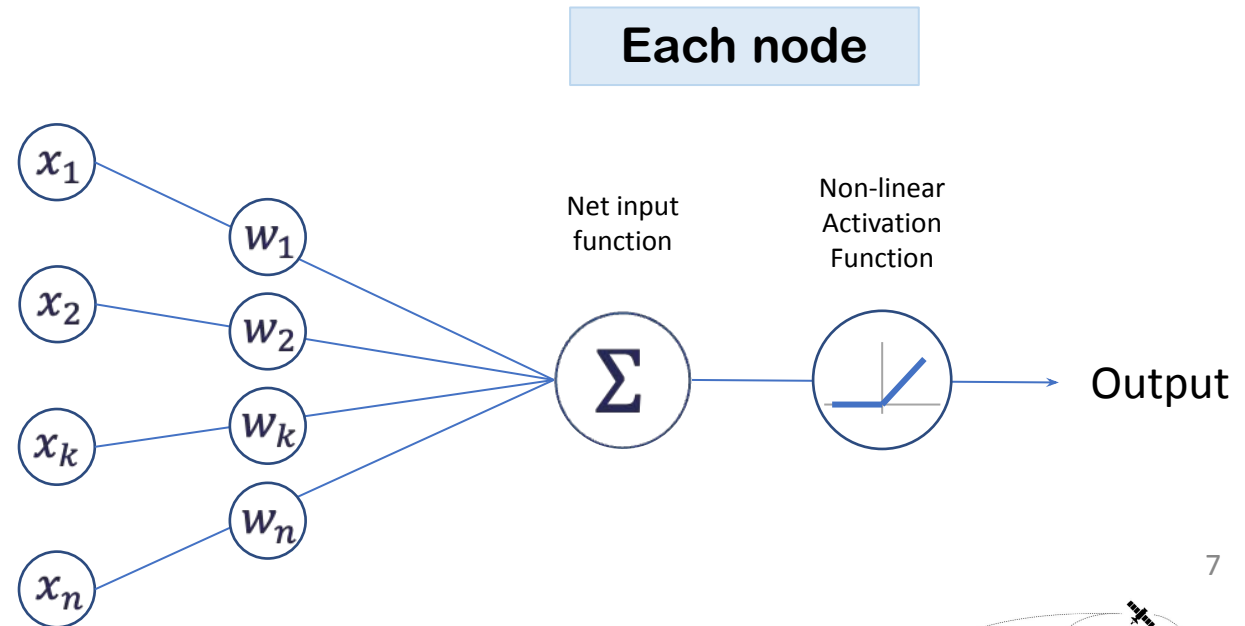 Each node
x₁
x₂
xₖ
xₙ
w₁
w₂
wₖ
wₙ
Net input
function
Σ
Non-linear
Activation
Function
Output
7